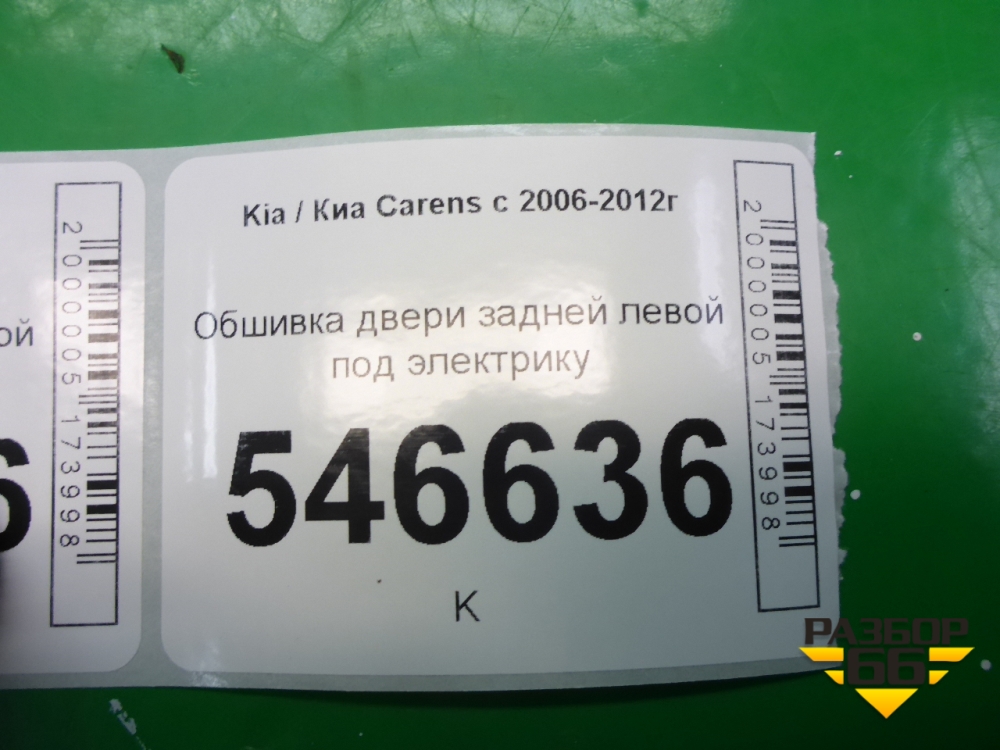 ой
6
2000005173998
Kia / Киа Carens с 2006-2012г
Обшивка двери задней левой
под электрику
546636
К
2000005173998
РАЗБОР
66